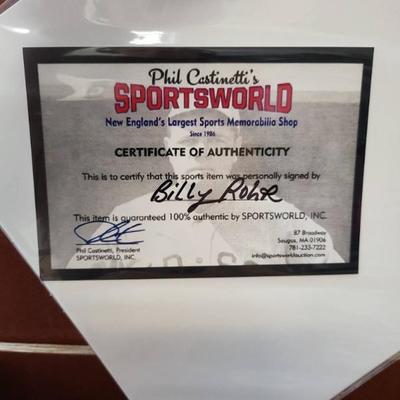 Phil Castinetti's
SPORTSWORLD
New England's Largest Sports Memorabilia Shop
Since 1986
CERTIFICATE OF AUTHENTICITY
This is to certify that this sports item was personally signed by
Billy Rohr
This item is guaranteed 100% authentic by SPORTSWORLD, INC.
Phil Castinetti, President
SPORTSWORLD, INC.
87 Broadway
Saugus, MA 01906
781-233-7222
info@sportsworldauction.com